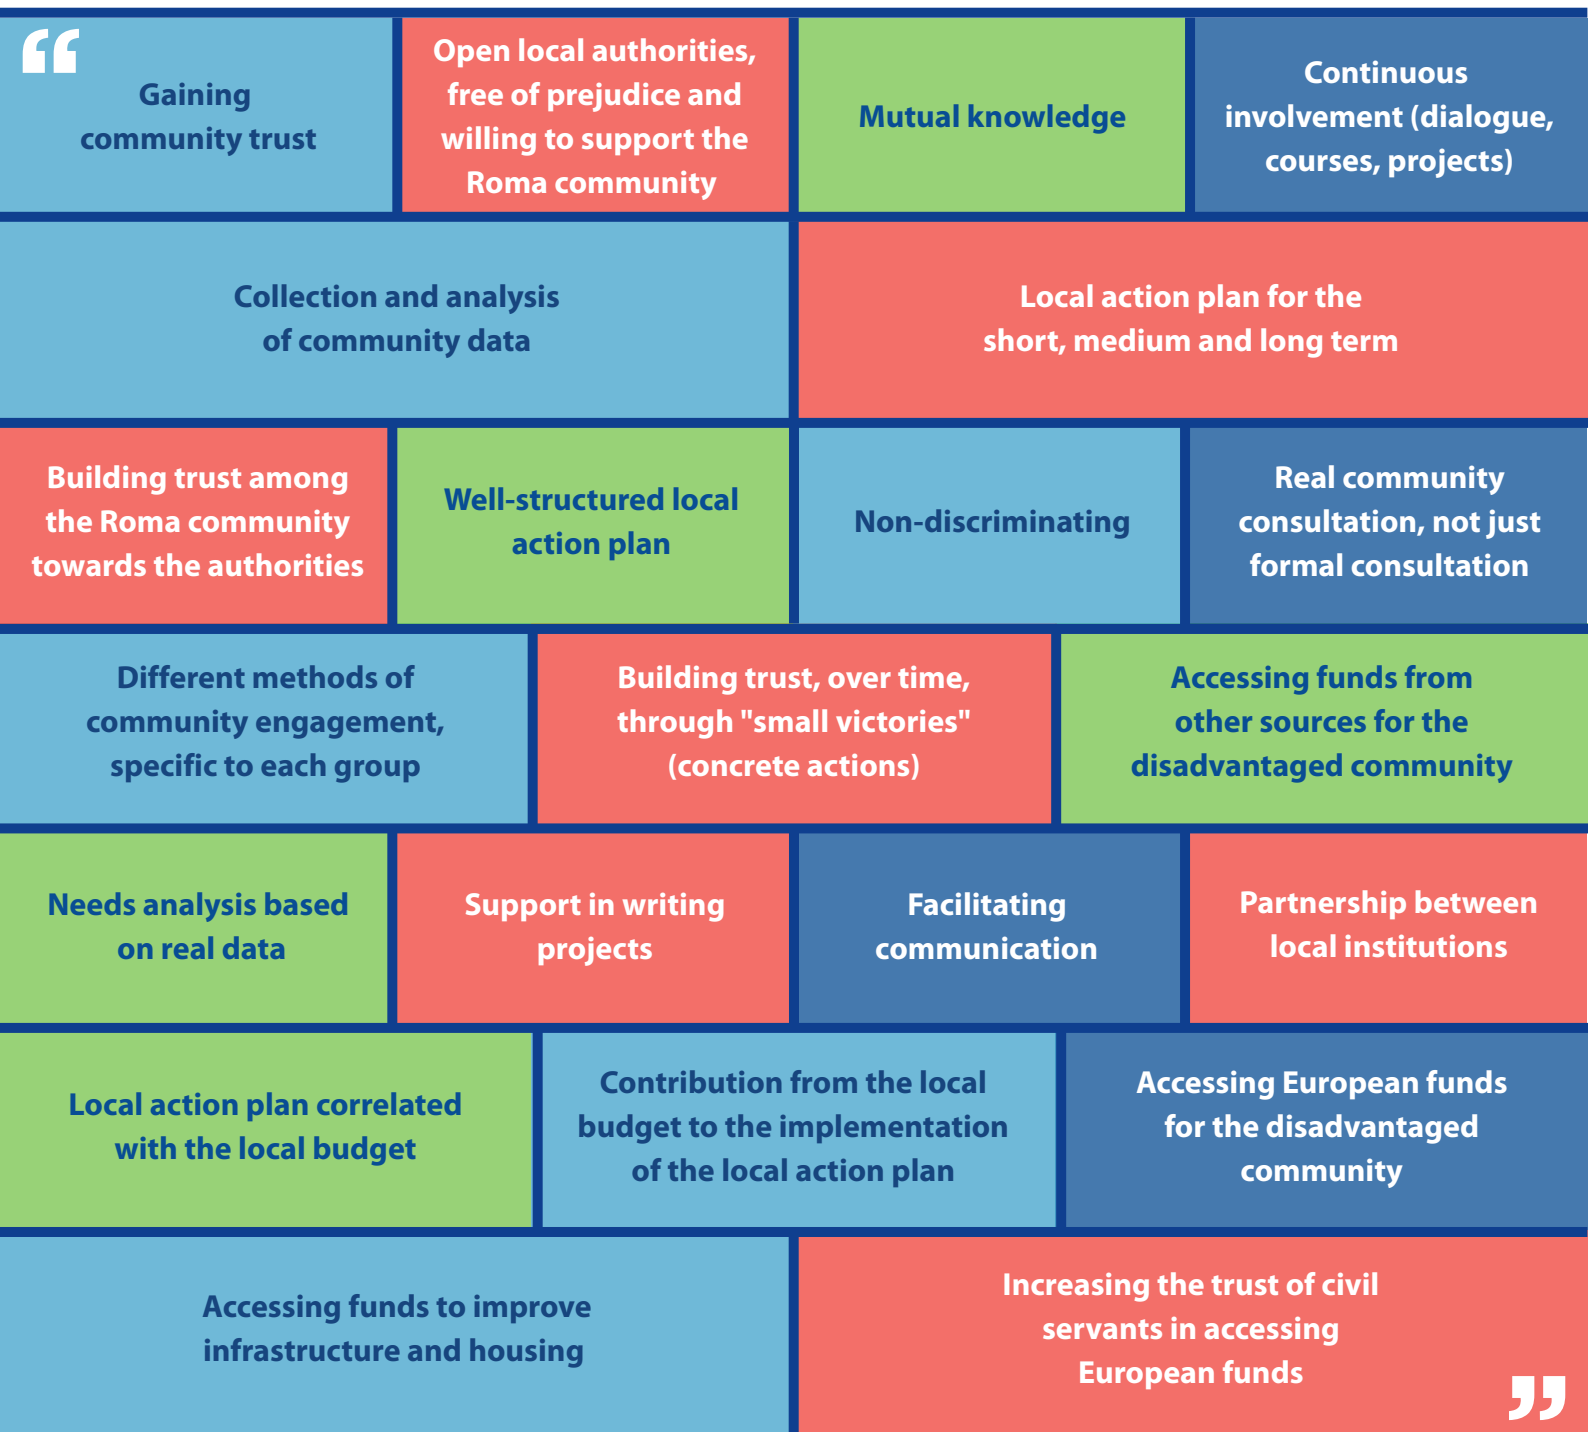 “
Gaining
community trust
Open local authorities,
free of prejudice and
willing to support the
Roma community
Mutual knowledge
Continuous
involvement (dialogue,
courses, projects)
Collection and analysis
of community data
Local action plan for the
short, medium and long term
Building trust among
the Roma community
towards the authorities
Well-structured local
action plan
Non-discriminating
Real community
consultation, not just
formal consultation
Different methods of
community engagement,
specific to each group
Building trust, over time,
through "small victories"
(concrete actions)
Accessing funds from
other sources for the
disadvantaged community
Needs analysis based
on real data
Support in writing
projects
Facilitating
communication
Partnership between
local institutions
Local action plan correlated
with the local budget
Contribution from the local
budget to the implementation
of the local action plan
Accessing European funds
for the disadvantaged
community
Accessing funds to improve
infrastructure and housing
Increasing the trust of civil
servants in accessing
European funds
”